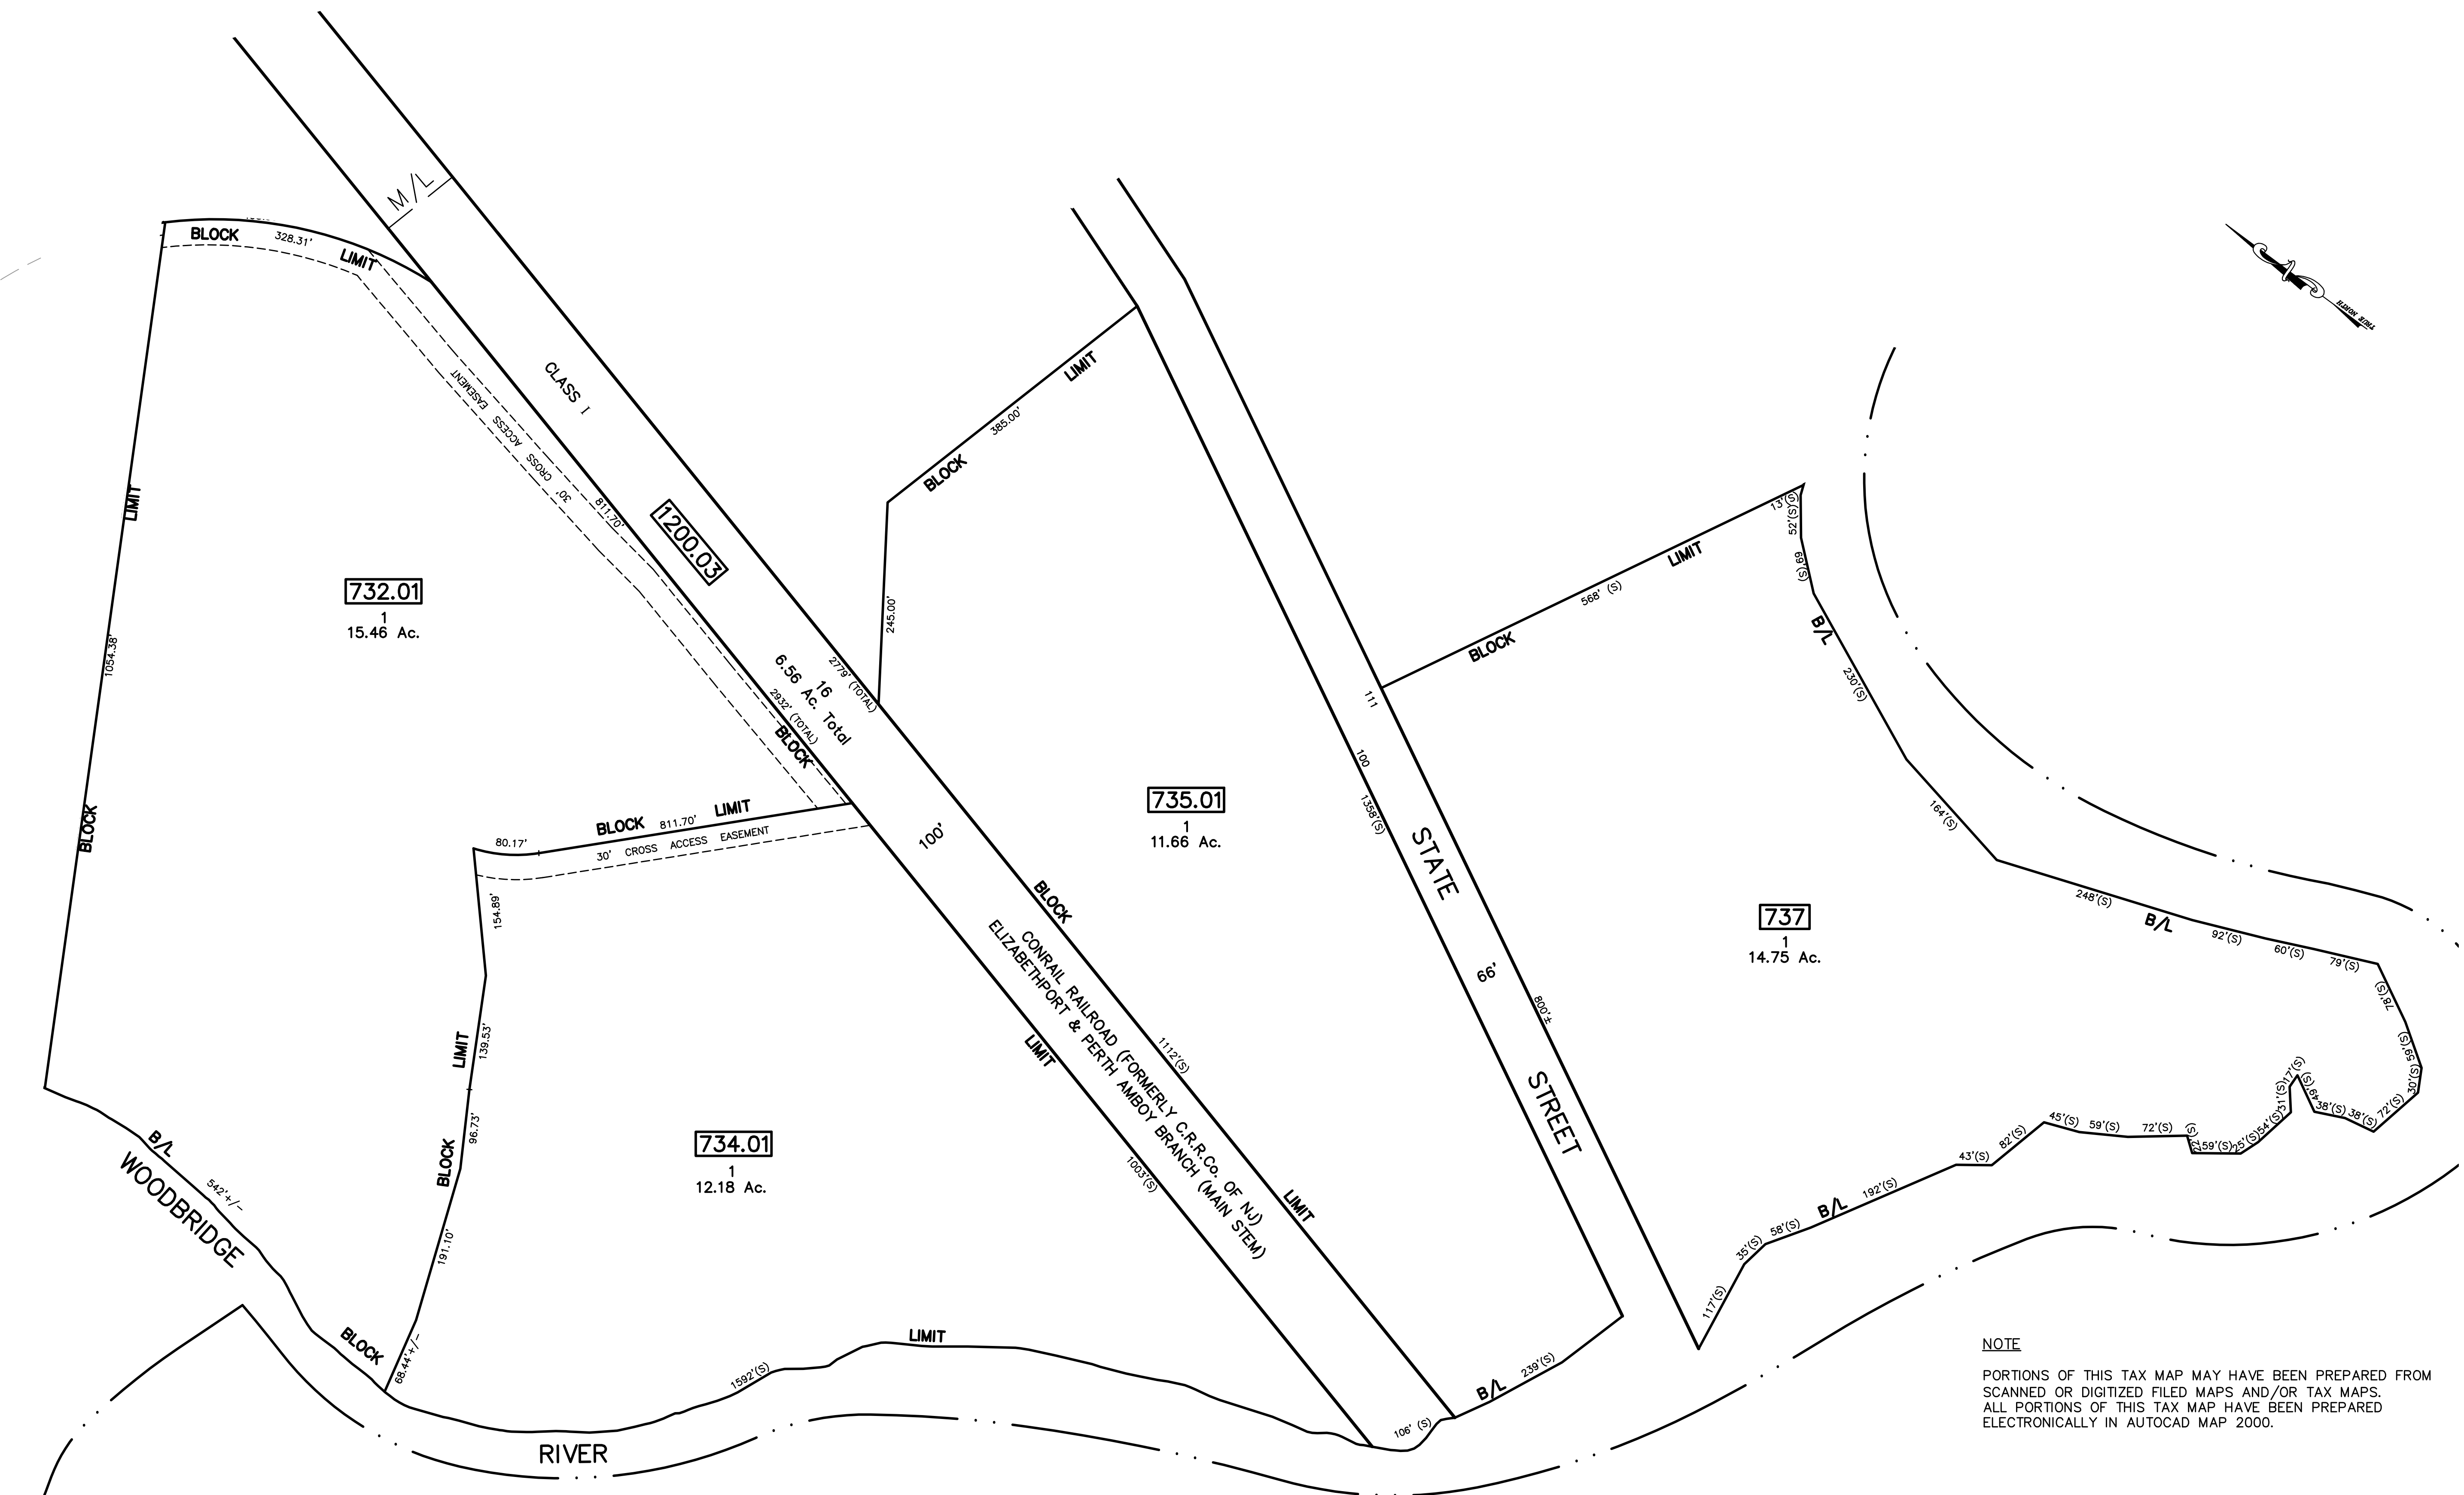 M/L
BLOCK
328.31'
LIMIT
TRUE NORTH
CLASS I
30' CROSS ACCESS EASEMENT
811.70'
1200.03
LIMIT
1054.38'
BLOCK
732.01
1
15.46 Ac.
16
6.56 Ac. Total
2779' (TOTAL)
2932' (TOTAL)
BLOCK
BLOCK
385.00'
LIMIT
245.00'
BLOCK
568' (S)
LIMIT
13'(S)
52'(S)
69'(S)
B/L
230'(S)
164'(S)
248'(S)
B/L
92'(S)
60'(S)
79'(S)
78'(S)
59'(S)
30'(S)
72'(S)
38'(S)
38'(S)
49'(S)
17'(S)
31'(S)
54'(S)
25'(S)
59'(S)
22'(S)
72'(S)
59'(S)
45'(S)
82'(S)
43'(S)
192'(S)
B/L
58'(S)
35'(S)
117'(S)
111
100
1358'(S)
STATE
66'
800'±
STREET
735.01
1
11.66 Ac.
737
1
14.75 Ac.
80.17'
BLOCK
811.70'
LIMIT
30' CROSS ACCESS EASEMENT
154.89'
LIMIT
139.53'
96.73'
BLOCK
191.10'
68.44'+/-
100'
BLOCK
CONRAIL RAILROAD (FORMERLY C.R.R.Co. OF NJ)
ELIZABETHPORT & PERTH AMBOY BRANCH (MAIN STEM)
LIMIT
1112'(S)
1003'(S)
LIMIT
734.01
1
12.18 Ac.
B/L
542'+/-
WOODBRIDGE
BLOCK
1592'(S)
LIMIT
RIVER
106' (S)
B/L
239'(S)
NOTE
PORTIONS OF THIS TAX MAP MAY HAVE BEEN PREPARED FROM
SCANNED OR DIGITIZED FILED MAPS AND/OR TAX MAPS.
ALL PORTIONS OF THIS TAX MAP HAVE BEEN PREPARED
ELECTRONICALLY IN AUTOCAD MAP 2000.